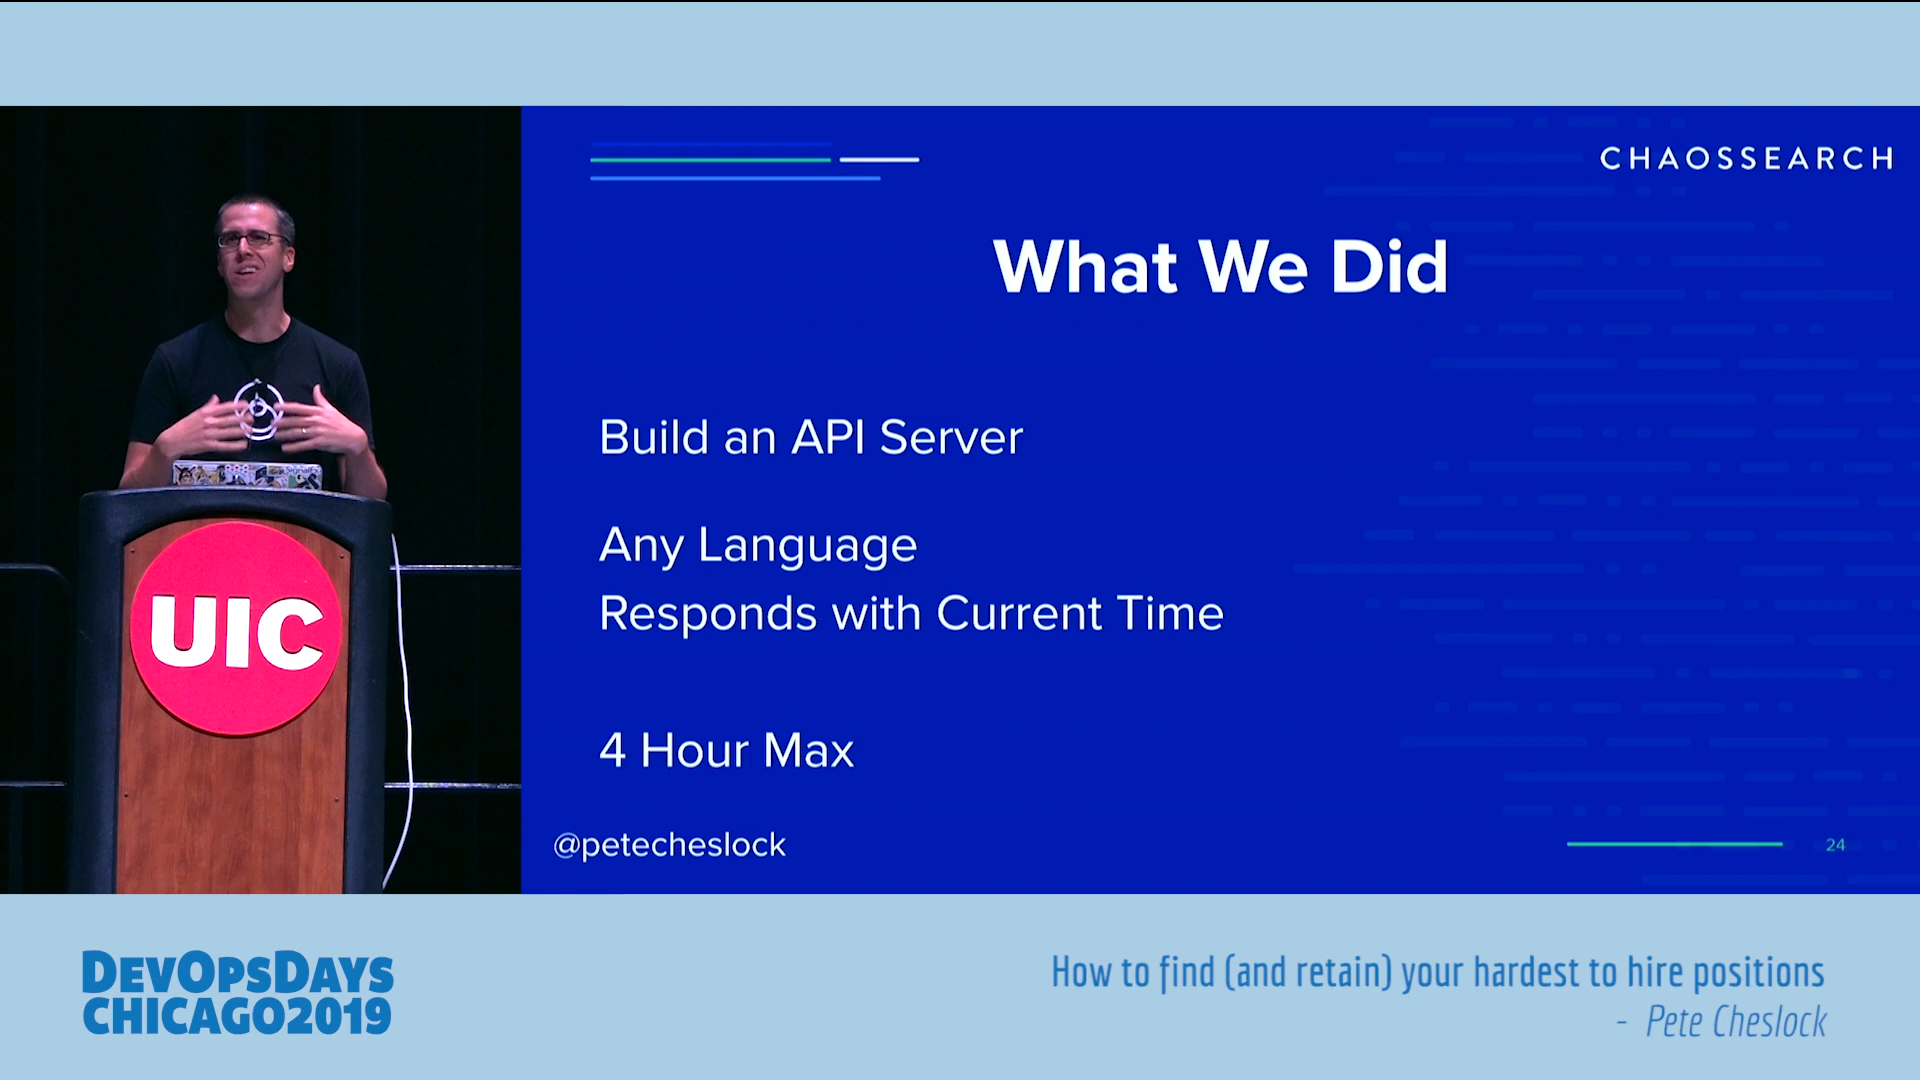 CHAOSSEARCH
What We Did
Build an API Server
Any Language
Responds with Current Time
4 Hour Max
@petecheslock
24
UIC
DEVOPSDAYS
CHICAGO2019
How to find (and retain) your hardest to hire positions
- Pete Cheslock